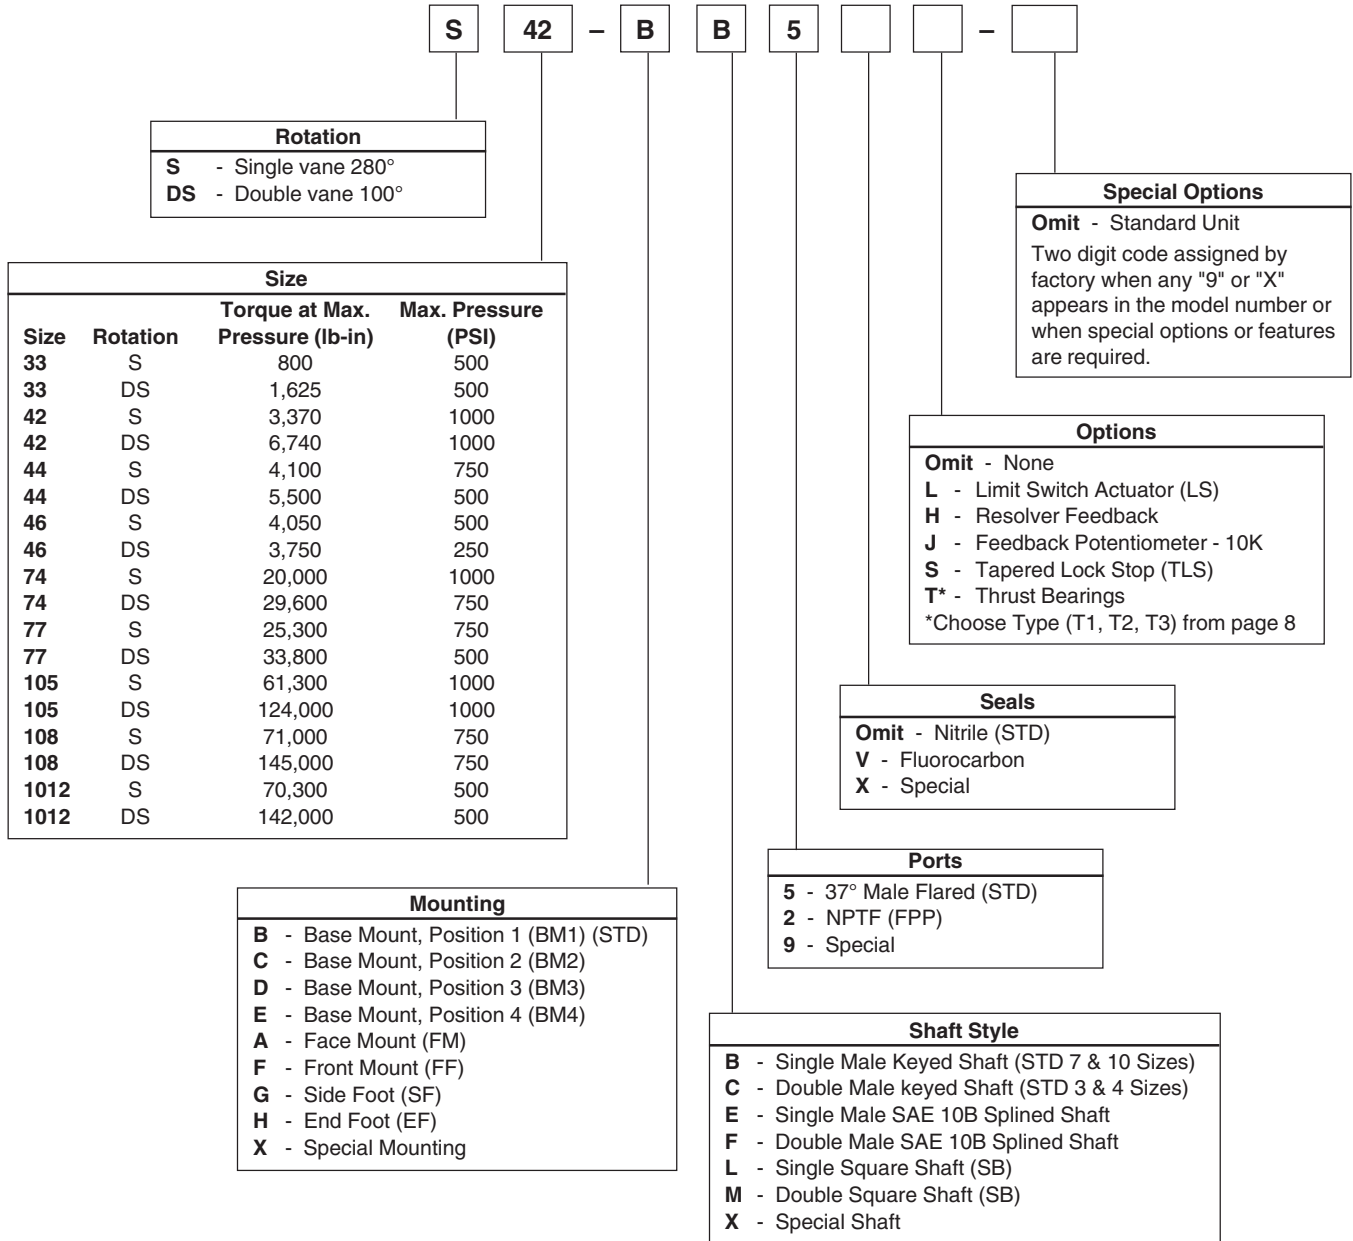 S 42 – B B 5 –
Rotation
S - Single vane 280°
DS - Double vane 100°
Special Options
Omit - Standard Unit
Two digit code assigned by
factory when any "9" or "X"
appears in the model number or
when special options or features
are required.
Size
Size Rotation Torque at Max. Pressure (lb-in) Max. Pressure (PSI)
33 S 800 500
33 DS 1,625 500
42 S 3,370 1000
42 DS 6,740 1000
44 S 4,100 750
44 DS 5,500 500
46 S 4,050 500
46 DS 3,750 250
74 S 20,000 1000
74 DS 29,600 750
77 S 25,300 750
77 DS 33,800 500
105 S 61,300 1000
105 DS 124,000 1000
108 S 71,000 750
108 DS 145,000 750
1012 S 70,300 500
1012 DS 142,000 500
Options
Omit - None
L - Limit Switch Actuator (LS)
H - Resolver Feedback
J - Feedback Potentiometer - 10K
S - Tapered Lock Stop (TLS)
T* - Thrust Bearings
*Choose Type (T1, T2, T3) from page 8
Seals
Omit - Nitrile (STD)
V - Fluorocarbon
X - Special
Ports
5 - 37° Male Flared (STD)
2 - NPTF (FPP)
9 - Special
Mounting
B - Base Mount, Position 1 (BM1) (STD)
C - Base Mount, Position 2 (BM2)
D - Base Mount, Position 3 (BM3)
E - Base Mount, Position 4 (BM4)
A - Face Mount (FM)
F - Front Mount (FF)
G - Side Foot (SF)
H - End Foot (EF)
X - Special Mounting
Shaft Style
B - Single Male Keyed Shaft (STD 7 & 10 Sizes)
C - Double Male keyed Shaft (STD 3 & 4 Sizes)
E - Single Male SAE 10B Splined Shaft
F - Double Male SAE 10B Splined Shaft
L - Single Square Shaft (SB)
M - Double Square Shaft (SB)
X - Special Shaft